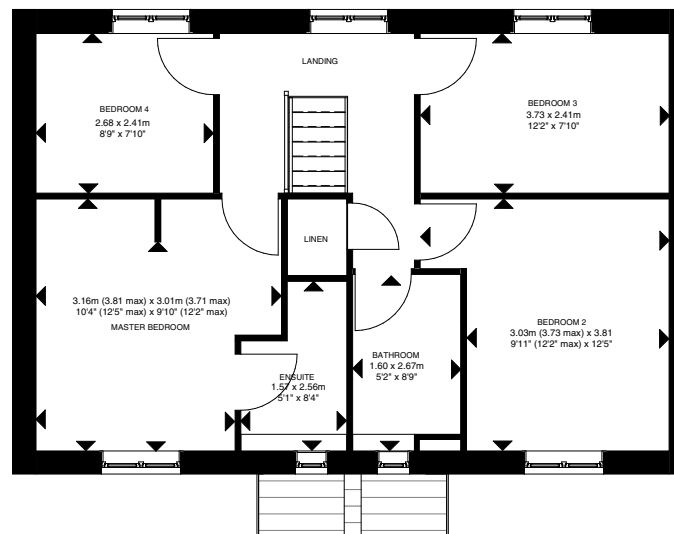 LANDING
BEDROOM 4
2.68 x 2.41m
8'9" x 7'10"
BEDROOM 3
3.73 x 2.41m
12'2" x 7'10"
LINEN
3.16m (3.81 max) x 3.01m (3.71 max)
10'4" (12'5" max) x 9'10" (12'2" max)
MASTER BEDROOM
BEDROOM 2
3.03m (3.73 max) x 3.81
9'11" (12'2" max) x 12'5"
BATHROOM
1.60 x 2.67m
5'2" x 8'9"
ENSUITE
1.57 x 2.56m
5'1" x 8'4"